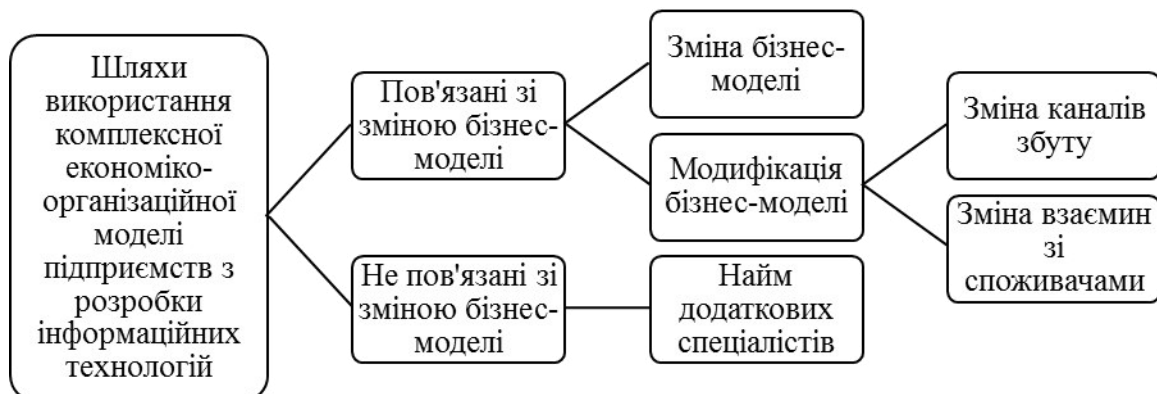 Шляхи
використання
комплексної
економіко-
організаційної
моделі
підприємств з
розробки
інформаційних
технологій
Пов'язані зі
зміною бізнес-
моделі
Зміна бізнес-
моделі
Модифікація
бізнес-моделі
Зміна каналів
збуту
Зміна взаємин
зі
споживачами
Не пов'язані зі
зміною бізнес-
моделі
Найм
додаткових
спеціалістів